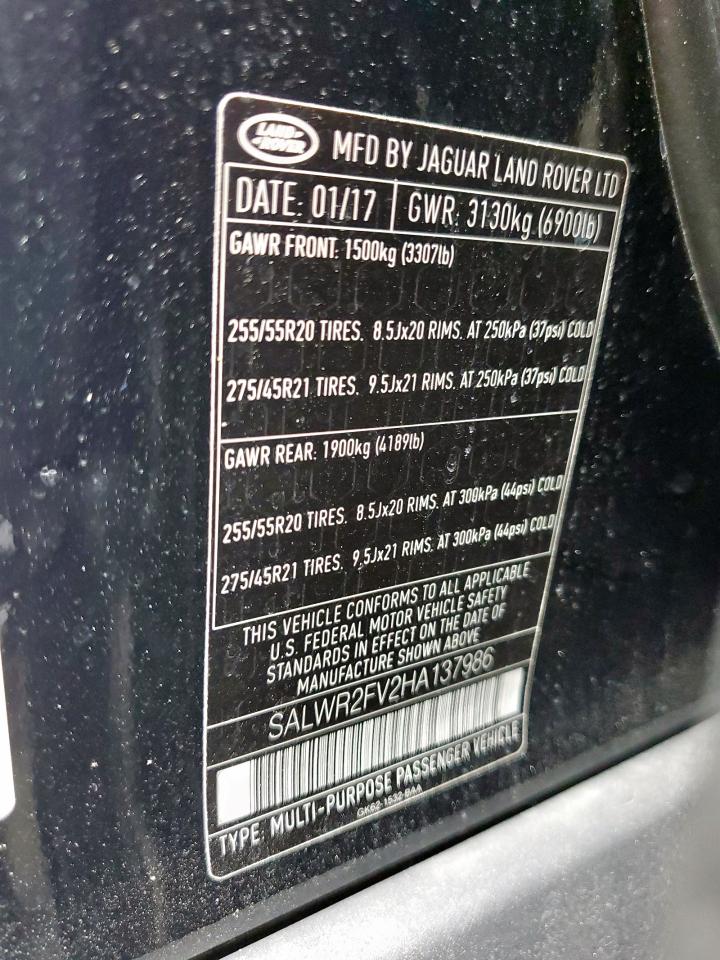 LAND ROVER
MFD BY JAGUAR LAND ROVER LTD
DATE: 01/17 GWR: 3130kg (6900lb)
GAWR FRONT: 1500kg (3307lb)
255/55R20 TIRES. 8.5Jx20 RIMS. AT 250kPa (37psi) COLD
275/45R21 TIRES. 9.5Jx21 RIMS. AT 250kPa (37psi) COLD
GAWR REAR: 1900kg (4189lb)
255/55R20 TIRES. 8.5Jx20 RIMS. AT 300kPa (44psi) COLD
275/45R21 TIRES. 9.5Jx21 RIMS. AT 300kPa (44psi) COLD
THIS VEHICLE CONFORMS TO ALL APPLICABLE
U.S. FEDERAL MOTOR VEHICLE SAFETY
STANDARDS IN EFFECT ON THE DATE OF
MANUFACTURE SHOWN ABOVE
SALWR2FV2HA137986
TYPE: MULTI-PURPOSE PASSENGER VEHICLE
GK62-1532-BAA